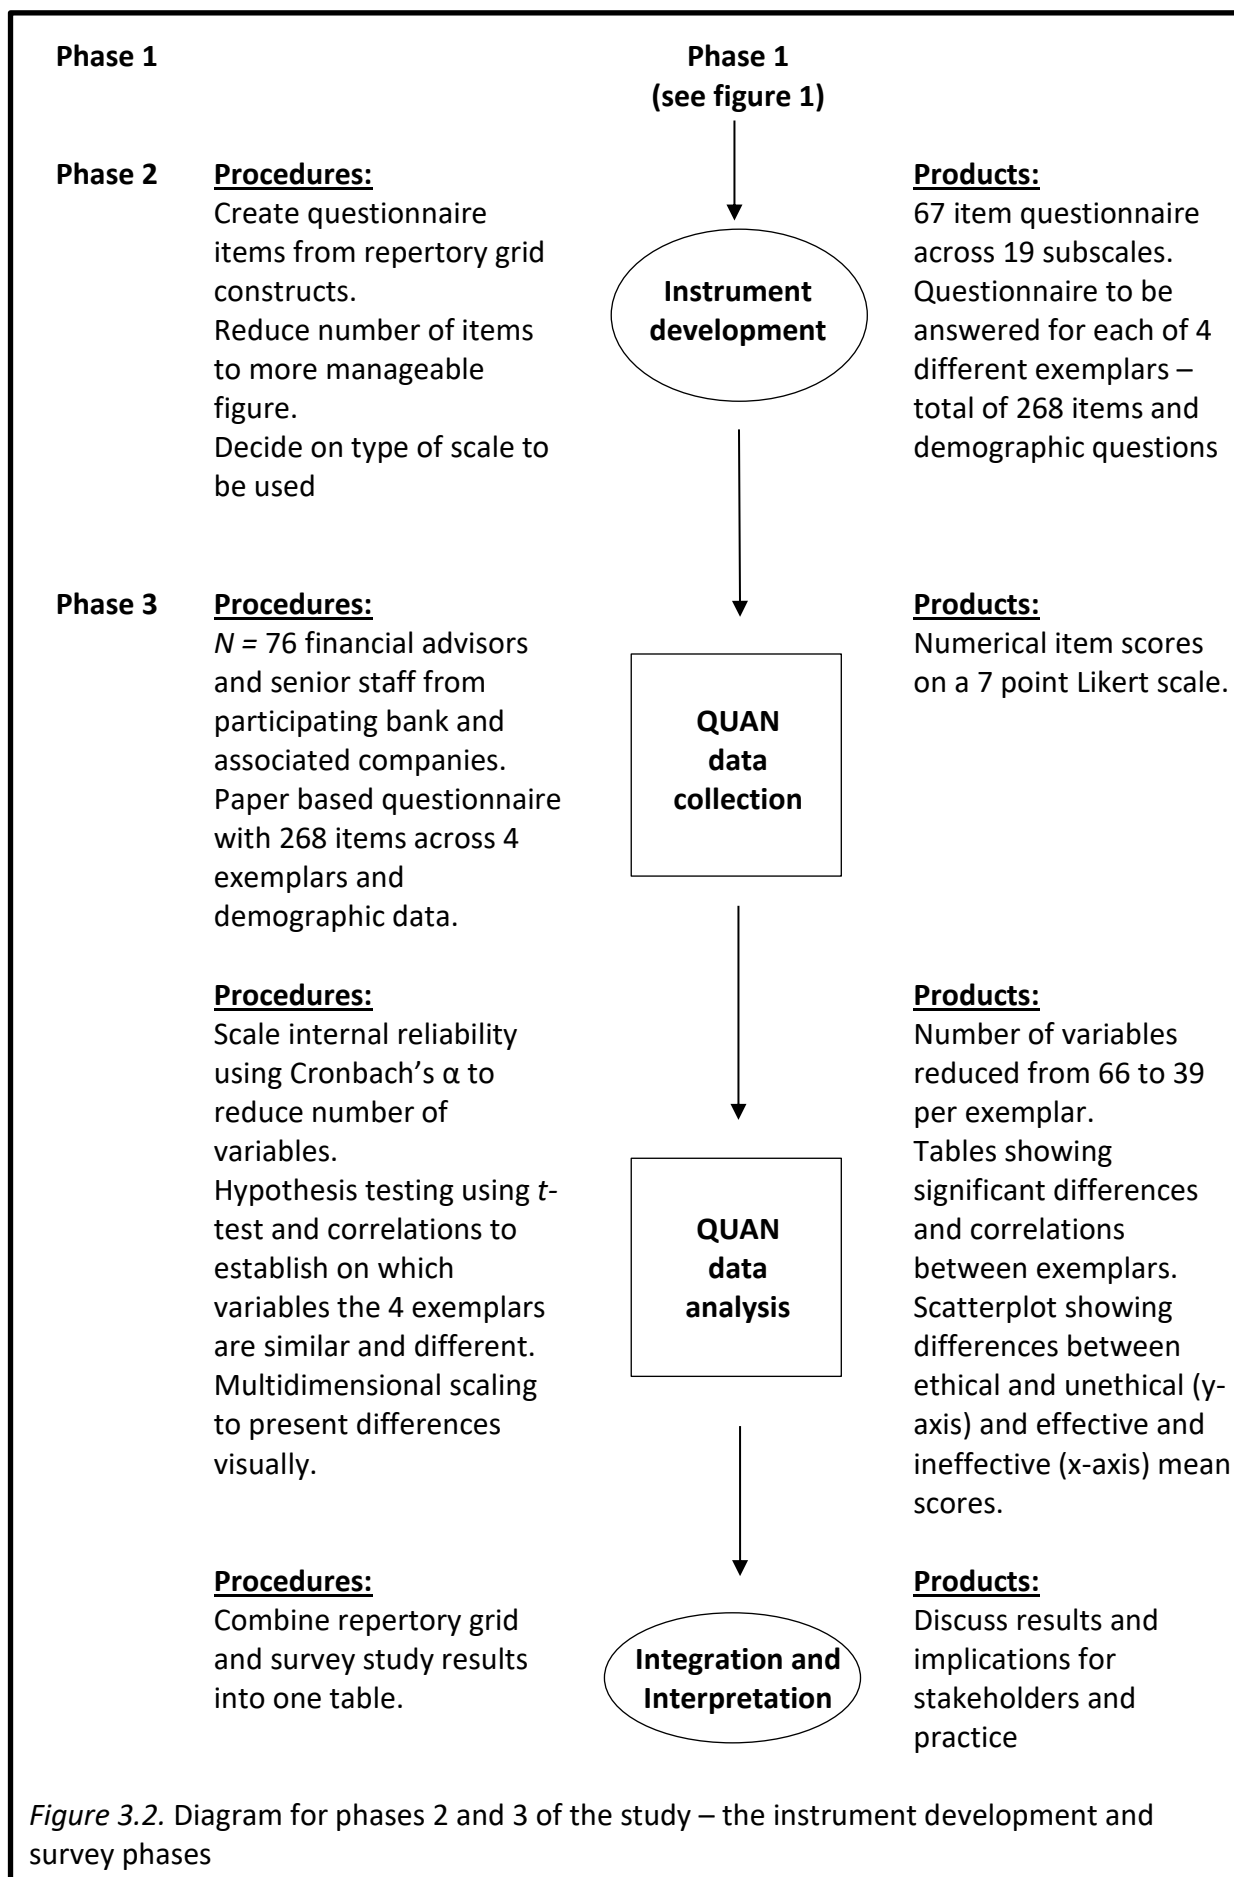 Phase 1
Phase 1
(see figure 1)
Phase 2
Procedures:
Create questionnaire
items from repertory grid
constructs.
Reduce number of items
to more manageable
figure.
Decide on type of scale to
be used
Instrument
development
Products:
67 item questionnaire
across 19 subscales.
Questionnaire to be
answered for each of 4
different exemplars –
total of 268 items and
demographic questions
Phase 3
Procedures:
N = 76 financial advisors
and senior staff from
participating bank and
associated companies.
Paper based questionnaire
with 268 items across 4
exemplars and
demographic data.
QUAN
data
collection
Products:
Numerical item scores
on a 7 point Likert scale.
Procedures:
Scale internal reliability
using Cronbach’s α to
reduce number of
variables.
Hypothesis testing using t-
test and correlations to
establish on which
variables the 4 exemplars
are similar and different.
Multidimensional scaling
to present differences
visually.
QUAN
data
analysis
Products:
Number of variables
reduced from 66 to 39
per exemplar.
Tables showing
significant differences
and correlations
between exemplars.
Scatterplot showing
differences between
ethical and unethical (y-
axis) and effective and
ineffective (x-axis) mean
scores.
Procedures:
Combine repertory grid
and survey study results
into one table.
Integration and
Interpretation
Products:
Discuss results and
implications for
stakeholders and
practice
Figure 3.2. Diagram for phases 2 and 3 of the study – the instrument development and
survey phases